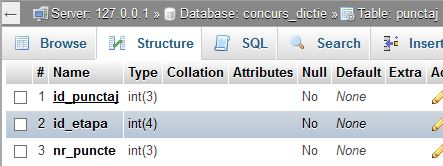 Server: 127.0.0.1 » Database: concurs_dictie » Table: punctaj
Browse Structure SQL Search Insert
# Name Type Collation Attributes Null Default Extra
1 id_punctaj int(3) No None
2 id_etapa int(4) No None
3 nr_puncte int(3) No None